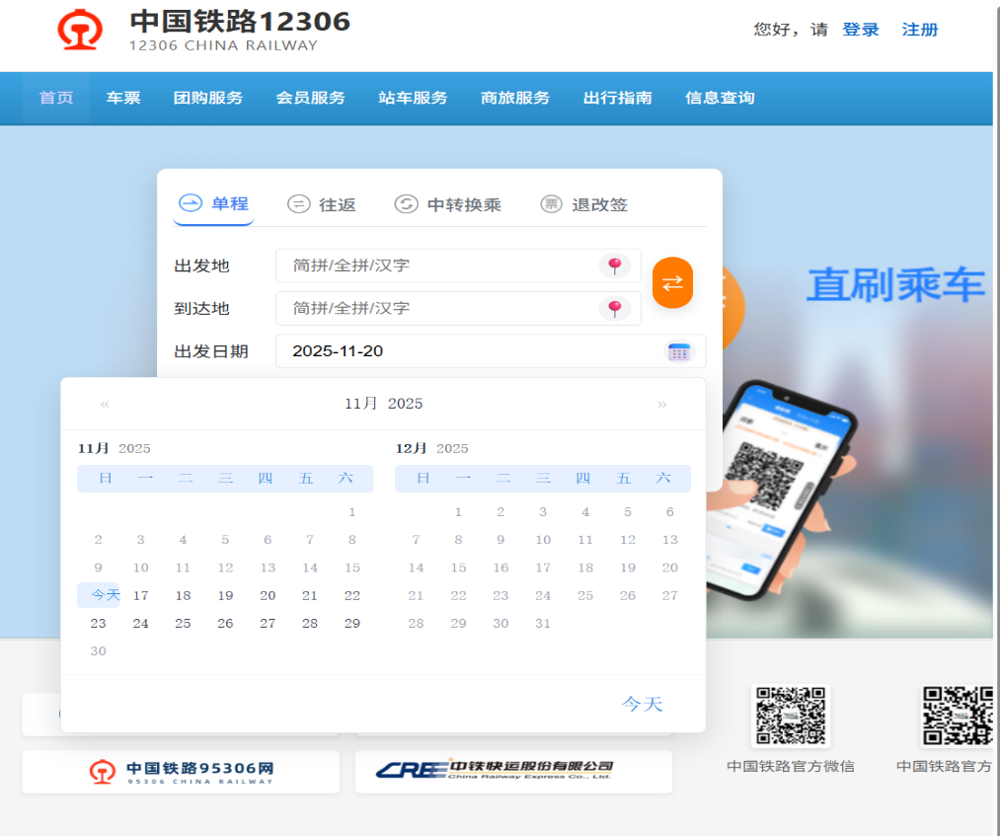 中国铁路12306
12306 CHINA RAILWAY
您好，请 登录 注册
首页 车票 团购服务 会员服务 站车服务 商旅服务 出行指南 信息查询
单程 往返 中转换乘 票 退改签
出发地 简拼/全拼/汉字
到达地 简拼/全拼/汉字
出发日期 2025-11-20
直刷乘车
« 11月 2025 »
11月 2025
日 一 二 三 四 五 六
1
2 3 4 5 6 7 8
9 10 11 12 13 14 15
今天 17 18 19 20 21 22
23 24 25 26 27 28 29
30
12月 2025
日 一 二 三 四 五 六
1 2 3 4 5 6
7 8 9 10 11 12 13
14 15 16 17 18 19 20
21 22 23 24 25 26 27
28 29 30 31
今天
中国铁路95306网
95306 CHINA RAILWAY
CREE 中铁快运股份有限公司
China Railway Express Co., Ltd.
中国铁路官方微信
中国铁路官方